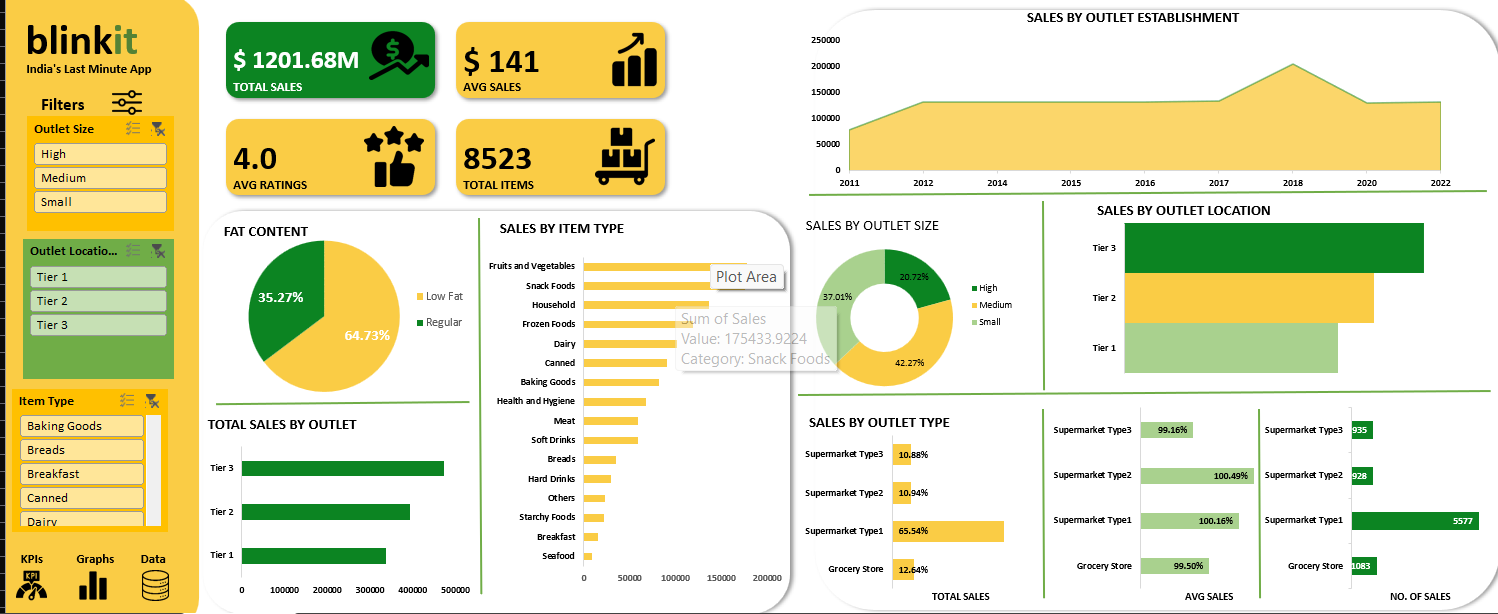 blinkit
India's Last Minute App
Filters
Outlet Size
High
Medium
Small
Outlet Locatio...
Tier 1
Tier 2
Tier 3
Item Type
Baking Goods
Breads
Breakfast
Canned
Dairy
KPIs
Graphs
Data
KPI
$ 1201.68M
TOTAL SALES
$ 141
AVG SALES
4.0
AVG RATINGS
8523
TOTAL ITEMS
SALES BY OUTLET ESTABLISHMENT
250000
200000
150000
100000
50000
0
2011 2012 2014 2015 2016 2017 2018 2020 2022
FAT CONTENT
35.27%
64.73%
Low Fat
Regular
TOTAL SALES BY OUTLET
Tier 3
Tier 2
Tier 1
0 100000 200000 300000 400000 500000
SALES BY ITEM TYPE
Fruits and Vegetables
Snack Foods
Household
Frozen Foods
Dairy
Canned
Baking Goods
Health and Hygiene
Meat
Soft Drinks
Breads
Hard Drinks
Others
Starchy Foods
Breakfast
Seafood
0 50000 100000 150000 200000
Plot Area
Sum of Sales
Value: 175433.9224
Category: Snack Foods
SALES BY OUTLET SIZE
20.72%
37.01%
42.27%
High
Medium
Small
SALES BY OUTLET LOCATION
Tier 3
Tier 2
Tier 1
SALES BY OUTLET TYPE
Supermarket Type3 10.88%
Supermarket Type2 10.94%
Supermarket Type1 65.54%
Grocery Store 12.64%
TOTAL SALES
Supermarket Type3 99.16%
Supermarket Type2 100.49%
Supermarket Type1 100.16%
Grocery Store 99.50%
AVG SALES
Supermarket Type3 935
Supermarket Type2 928
Supermarket Type1 5577
Grocery Store 1083
NO. OF SALES